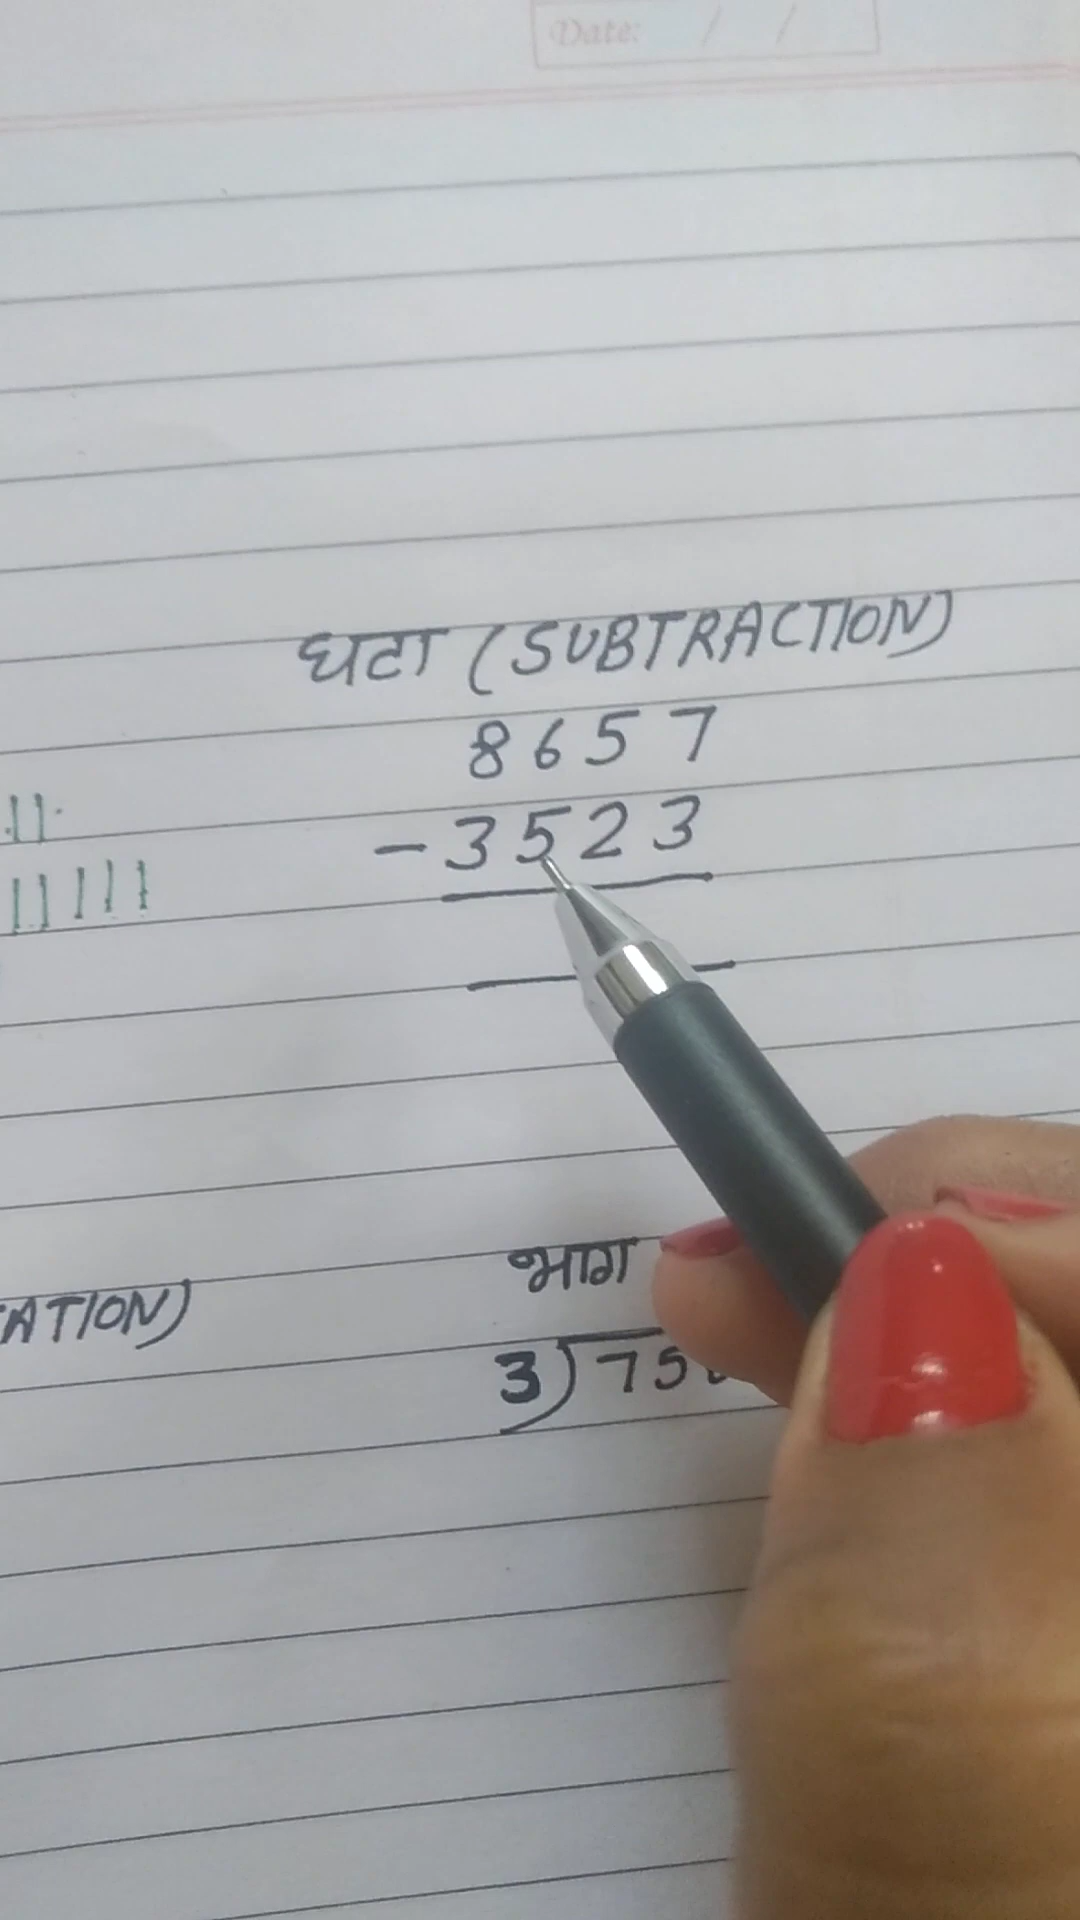 Date: / /
घटा (SUBTRACTION)
8657
- 3523
ATION)
भाग
3) 75